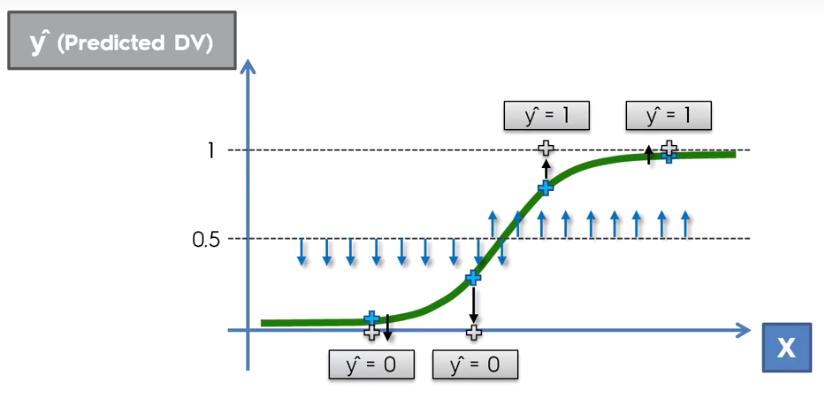 ŷ (Predicted DV)
ŷ = 1
ŷ = 1
1
0.5
ŷ = 0
ŷ = 0
X